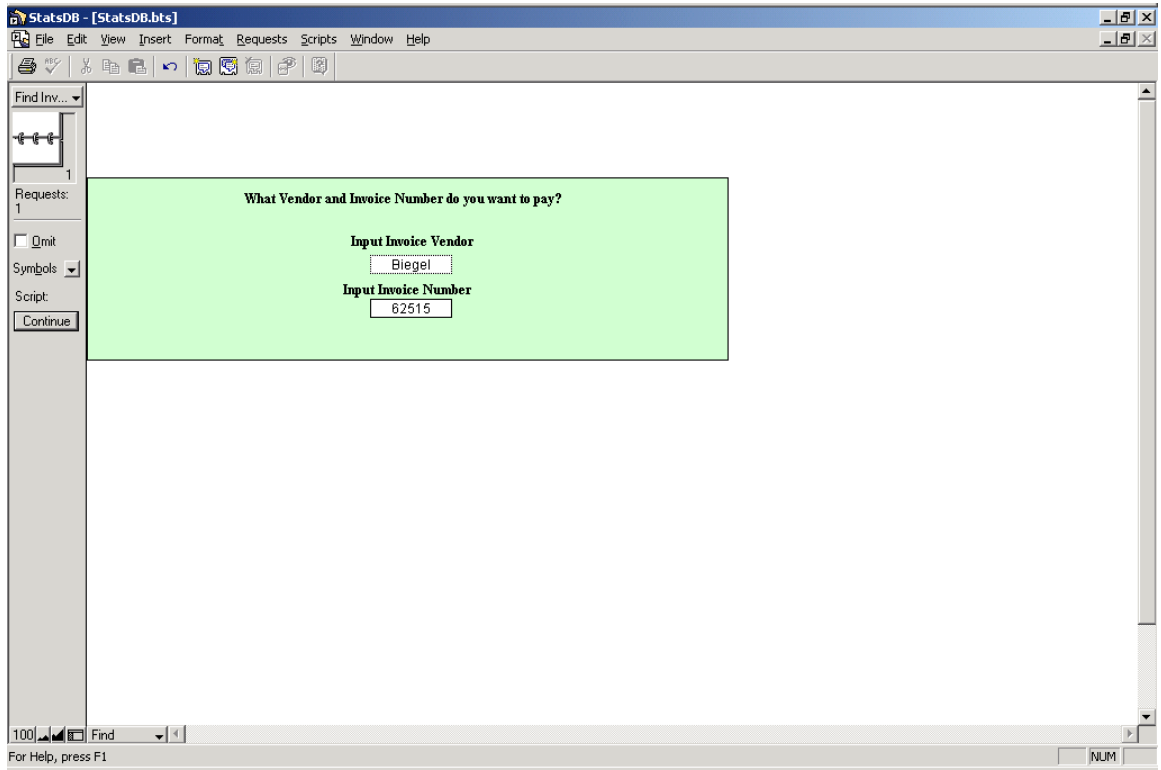 StatsDB - [StatsDB.bts]
File Edit View Insert Format Requests Scripts Window Help
ABC
Find Inv...
1
Requests:
1
Omit
Symbols
Script:
Continue
What Vendor and Invoice Number do you want to pay?
Input Invoice Vendor
Biegel
Input Invoice Number
62515
100 Find
For Help, press F1 NUM